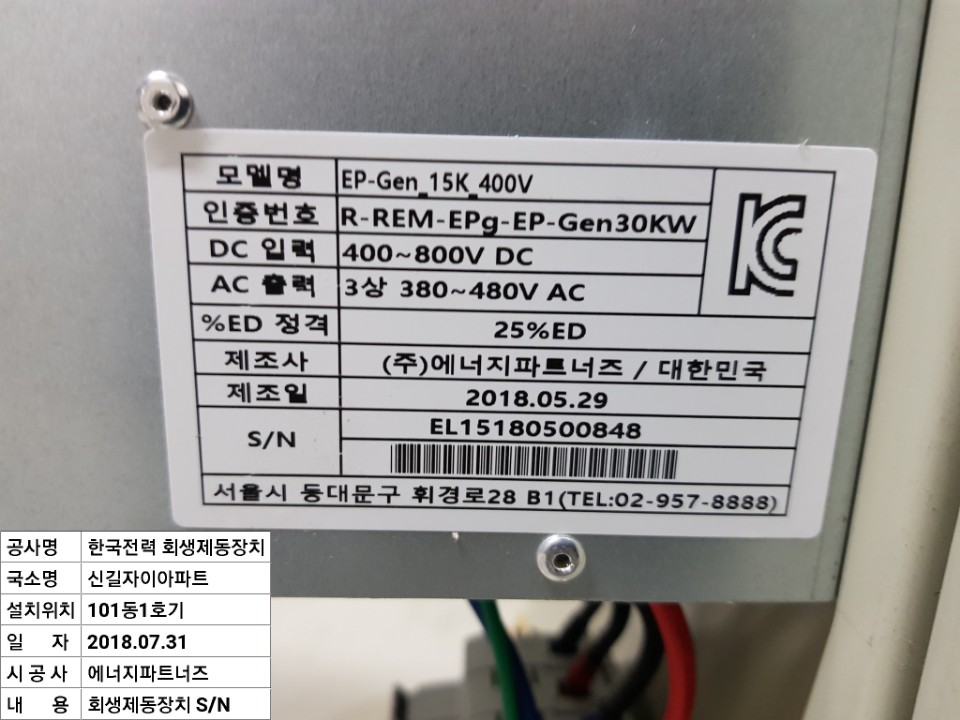 모델명 EP-Gen_15K_400V
인증번호 R-REM-EPg-EP-Gen30KW
DC 입력 400~800V DC
AC 출력 3상 380~480V AC
%ED 정격 25%ED
제조사 (주)에너지파트너즈 / 대한민국
제조일 2018.05.29
S/N EL15180500848
서울시 동대문구 휘경로28 B1(TEL:02-957-8888)
공사명 한국전력 회생제동장치
국소명 신길자이아파트
설치위치 101동1호기
일 자 2018.07.31
시 공 사 에너지파트너즈
내 용 회생제동장치 S/N